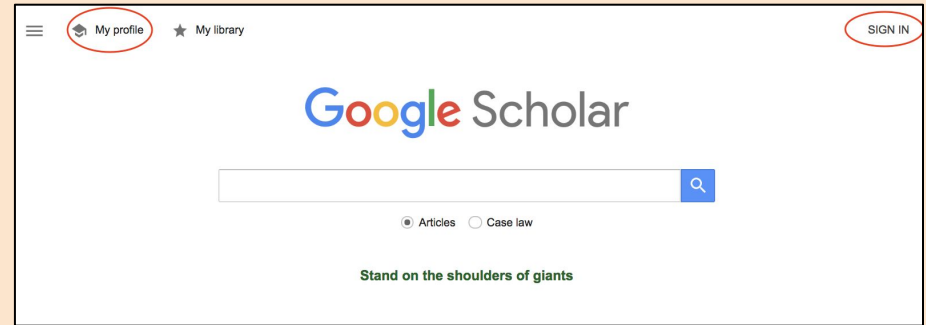 My profile My library SIGN IN
Google Scholar
Articles Case law
Stand on the shoulders of giants